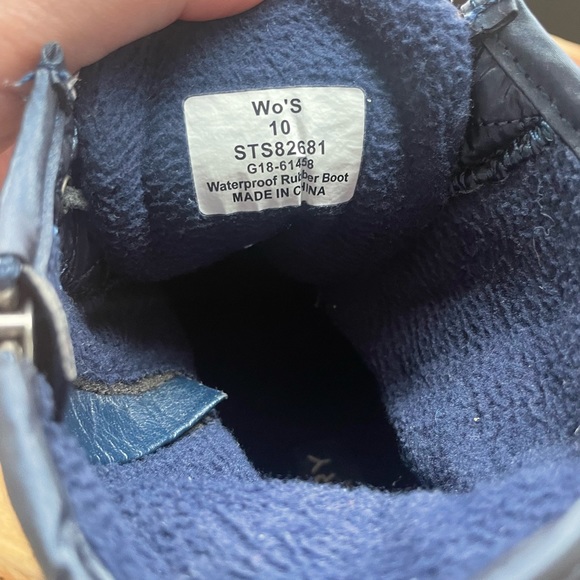 Wo'S
10
STS82681
G18-61458
Waterproof Rubber Boot
MADE IN CHINA